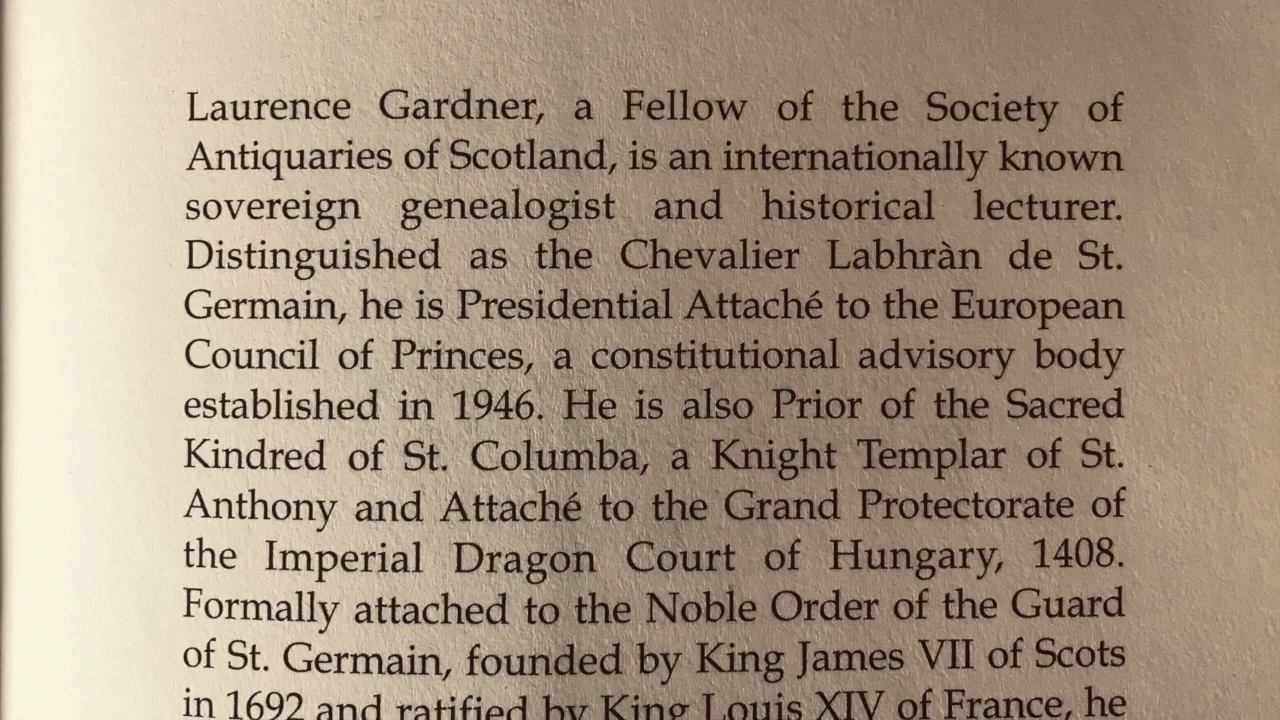 Laurence Gardner, a Fellow of the Society of
Antiquaries of Scotland, is an internationally known
sovereign genealogist and historical lecturer.
Distinguished as the Chevalier Labhràn de St.
Germain, he is Presidential Attaché to the European
Council of Princes, a constitutional advisory body
established in 1946. He is also Prior of the Sacred
Kindred of St. Columba, a Knight Templar of St.
Anthony and Attaché to the Grand Protectorate of
the Imperial Dragon Court of Hungary, 1408.
Formally attached to the Noble Order of the Guard
of St. Germain, founded by King James VII of Scots
in 1692 and ratified by King Louis XIV of France, he